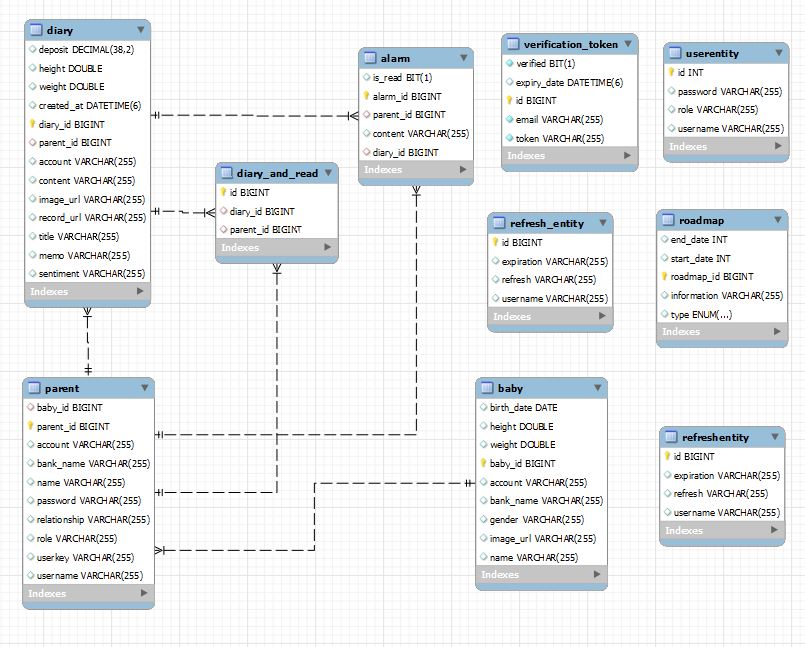 diary
deposit DECIMAL(38,2)
height DOUBLE
weight DOUBLE
created_at DATETIME(6)
diary_id BIGINT
parent_id BIGINT
account VARCHAR(255)
content VARCHAR(255)
image_url VARCHAR(255)
record_url VARCHAR(255)
title VARCHAR(255)
memo VARCHAR(255)
sentiment VARCHAR(255)
Indexes
diary_and_read
id BIGINT
diary_id BIGINT
parent_id BIGINT
Indexes
alarm
is_read BIT(1)
alarm_id BIGINT
parent_id BIGINT
content VARCHAR(255)
diary_id BIGINT
Indexes
verification_token
verified BIT(1)
expiry_date DATETIME(6)
id BIGINT
email VARCHAR(255)
token VARCHAR(255)
Indexes
userentity
id INT
password VARCHAR(255)
role VARCHAR(255)
username VARCHAR(255)
Indexes
refresh_entity
id BIGINT
expiration VARCHAR(255)
refresh VARCHAR(255)
username VARCHAR(255)
Indexes
roadmap
end_date INT
start_date INT
roadmap_id BIGINT
information VARCHAR(255)
type ENUM(...)
Indexes
parent
baby_id BIGINT
parent_id BIGINT
account VARCHAR(255)
bank_name VARCHAR(255)
name VARCHAR(255)
password VARCHAR(255)
relationship VARCHAR(255)
role VARCHAR(255)
userkey VARCHAR(255)
username VARCHAR(255)
Indexes
baby
birth_date DATE
height DOUBLE
weight DOUBLE
baby_id BIGINT
account VARCHAR(255)
bank_name VARCHAR(255)
gender VARCHAR(255)
image_url VARCHAR(255)
name VARCHAR(255)
Indexes
refreshentity
id BIGINT
expiration VARCHAR(255)
refresh VARCHAR(255)
username VARCHAR(255)
Indexes